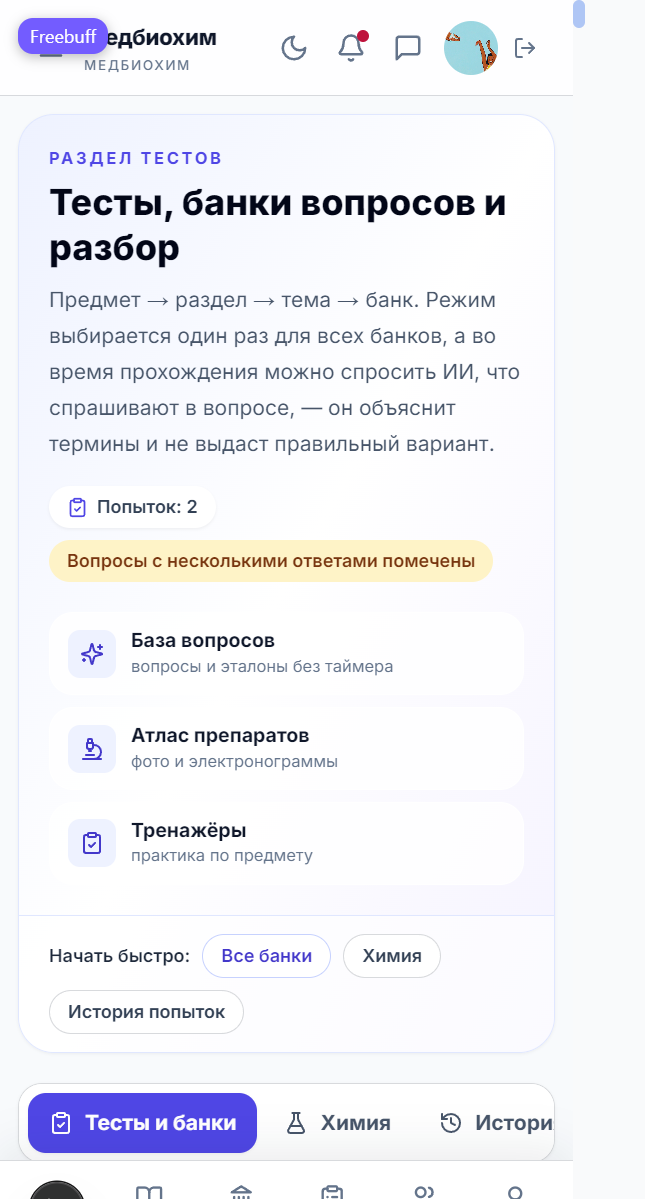 Freebuff
едбиохим
МЕДБИОХИМ
РАЗДЕЛ ТЕСТОВ
Тесты, банки вопросов и
разбор
Предмет → раздел → тема → банк. Режим
выбирается один раз для всех банков, а во
время прохождения можно спросить ИИ, что
спрашивают в вопросе, — он объяснит
термины и не выдаст правильный вариант.
Попыток: 2
Вопросы с несколькими ответами помечены
База вопросов
вопросы и эталоны без таймера
Атлас препаратов
фото и электронограммы
Тренажёры
практика по предмету
Начать быстро: Все банки Химия
История попыток
Тесты и банки Химия Истори